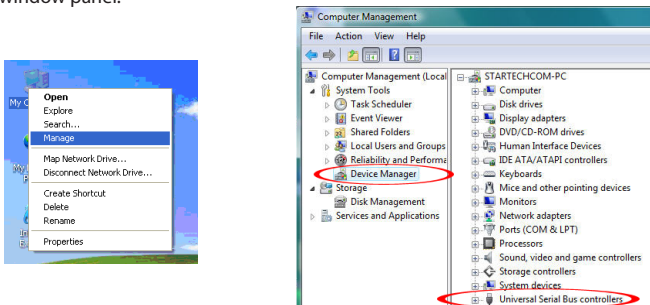 window panel.
Open
Explore
Search...
Manage
Map Network Drive...
Disconnect Network Drive...
Create Shortcut
Delete
Rename
Properties
Computer Management
File Action View Help
Computer Management (Local
System Tools
Task Scheduler
Event Viewer
Shared Folders
Local Users and Groups
Reliability and Performa
Device Manager
Storage
Disk Management
Services and Applications
STARTECHCOM-PC
Computer
Disk drives
Display adapters
DVD/CD-ROM drives
Human Interface Devices
IDE ATA/ATAPI controllers
Keyboards
Mice and other pointing devices
Monitors
Network adapters
Ports (COM & LPT)
Processors
Sound, video and game controllers
Storage controllers
System devices
Universal Serial Bus controllers